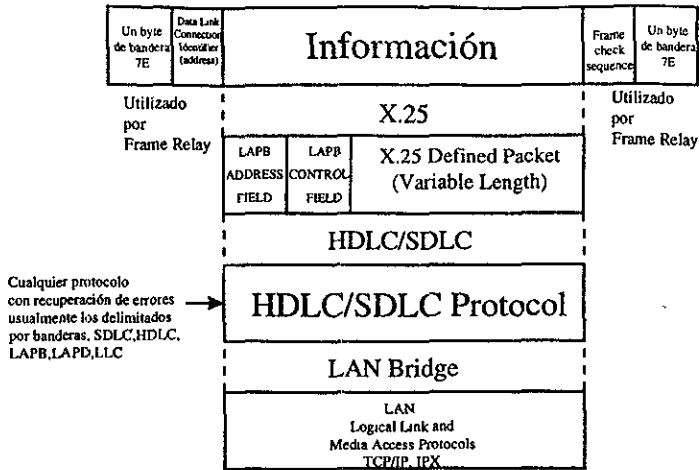 Un byte
de bandera
7E
Data Link
Connection
Identifier
(address)
Información
Frame
check
sequence
Un byte
de bandera
7E
Utilizado
por
Frame Relay
X.25
Utilizado
por
Frame Relay
LAPB
ADDRESS
FIELD
LAPB
CONTROL
FIELD
X.25 Defined Packet
(Variable Length)
HDLC/SDLC
Cualquier protocolo
con recuperación de errores
usualmente los delimitados
por banderas, SDLC,HDLC,
LAPB,LAPD,LLC
HDLC/SDLC Protocol
LAN Bridge
LAN
Logical Link and
Media Access Protocols
TCP/IP, IPX